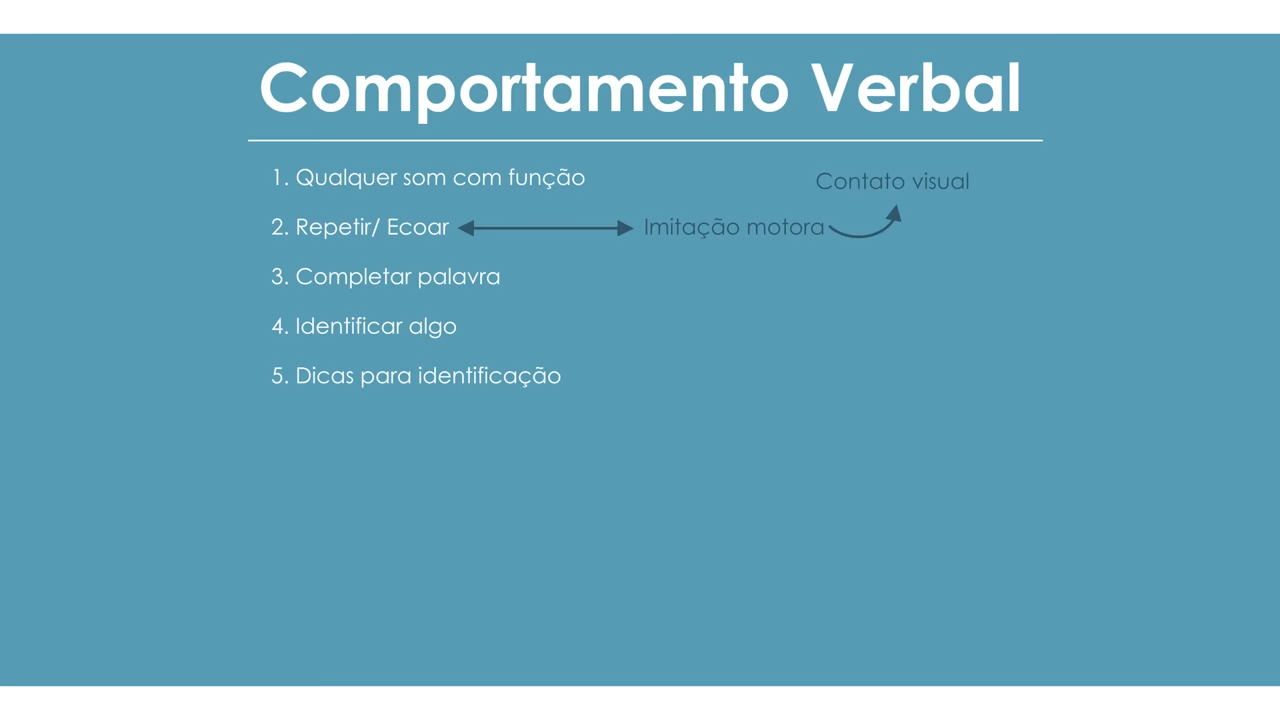 Comportamento Verbal
1. Qualquer som com função
Contato visual
2. Repetir/ Ecoar
Imitação motora
3. Completar palavra
4. Identificar algo
5. Dicas para identificação